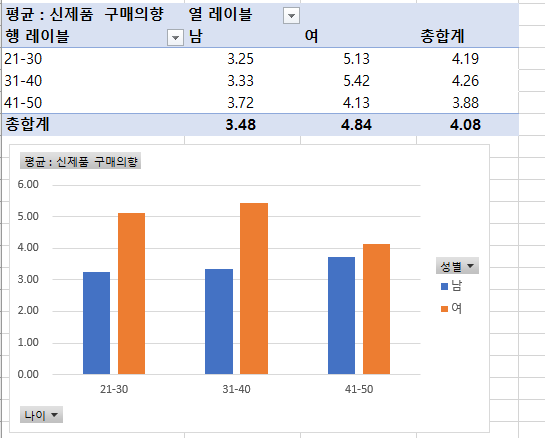 평균 : 신제품 구매의향 열 레이블
행 레이블 남 여 총합계
21-30 3.25 5.13 4.19
31-40 3.33 5.42 4.26
41-50 3.72 4.13 3.88
총합계 3.48 4.84 4.08
평균 : 신제품 구매의향
6.00
5.00
4.00
3.00
2.00
1.00
0.00
21-30 31-40 41-50
성별
남
여
나이